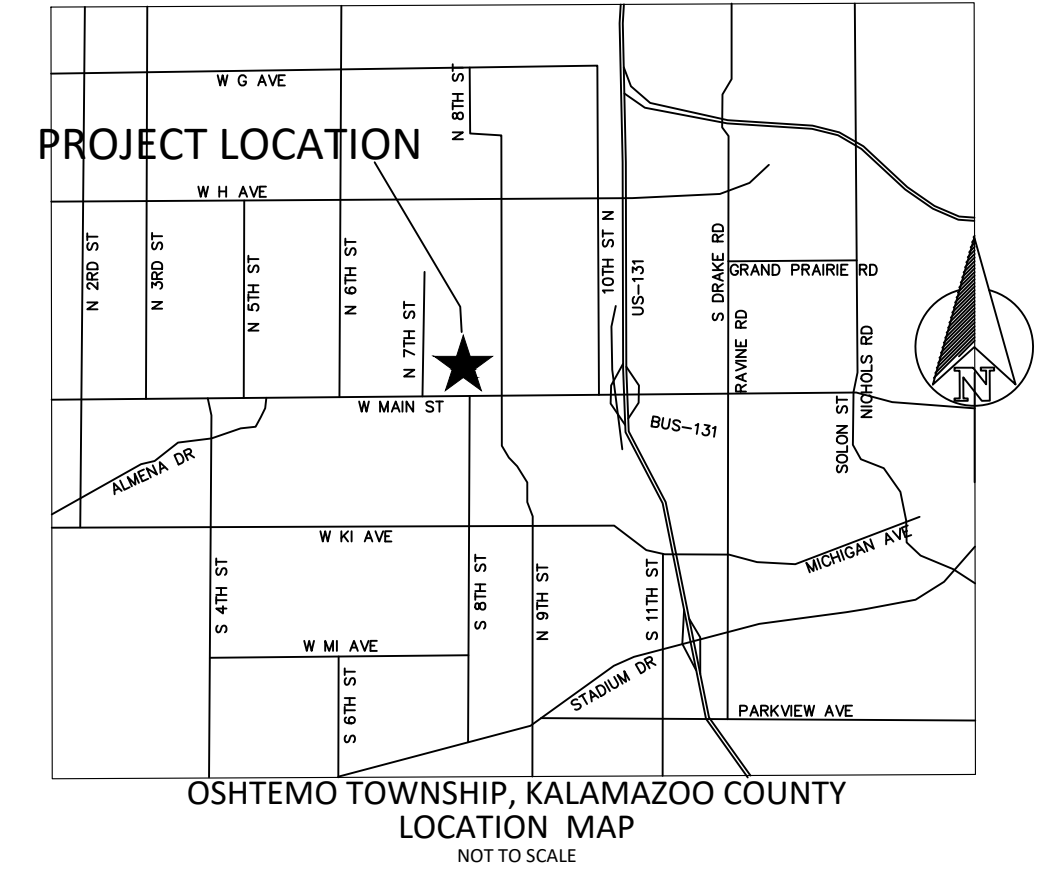 W G AVE
N 8TH ST
PROJECT LOCATION
W H AVE
N 2RD ST
N 3RD ST
N 5TH ST
N 6TH ST
N 7TH ST
10TH ST N
US-131
S DRAKE RD
GRAND PRAIRIE RD
RAVINE RD
NICHOLS RD
N
W MAIN ST
BUS-131
SOLON ST
ALMENA DR
W KI AVE
MICHIGAN AVE
S 4TH ST
S 8TH ST
N 9TH ST
S 11TH ST
W MI AVE
S 6TH ST
STADIUM DR
PARKVIEW AVE
OSHTEMO TOWNSHIP, KALAMAZOO COUNTY
LOCATION MAP
NOT TO SCALE